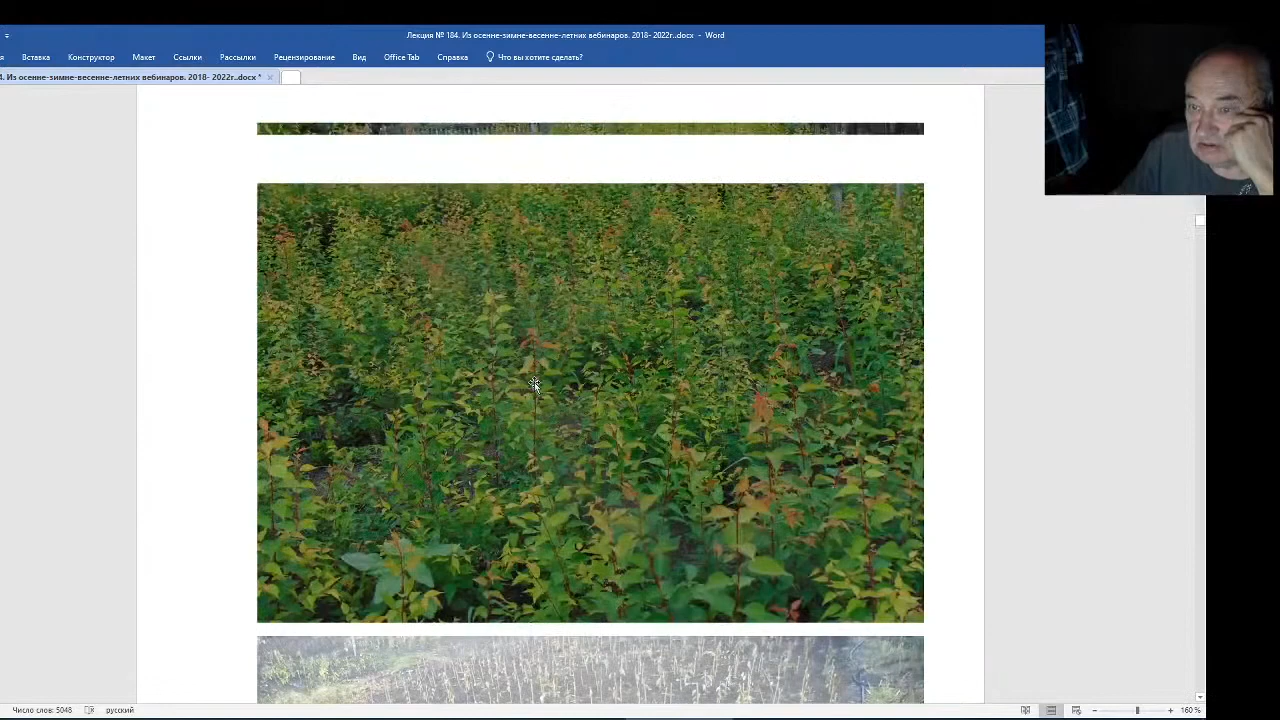 Лекция № 184. Из осенне-зимне-весенне-летних вебинаров. 2018- 2022г..docx - Word
Вставка Конструктор Макет Ссылки Рассылки Рецензирование Вид Office Tab Справка Что вы хотите сделать?
4. Из осенне-зимне-весенне-летних вебинаров. 2018- 2022г..docx *
Число слов: 5048 русский 160 %